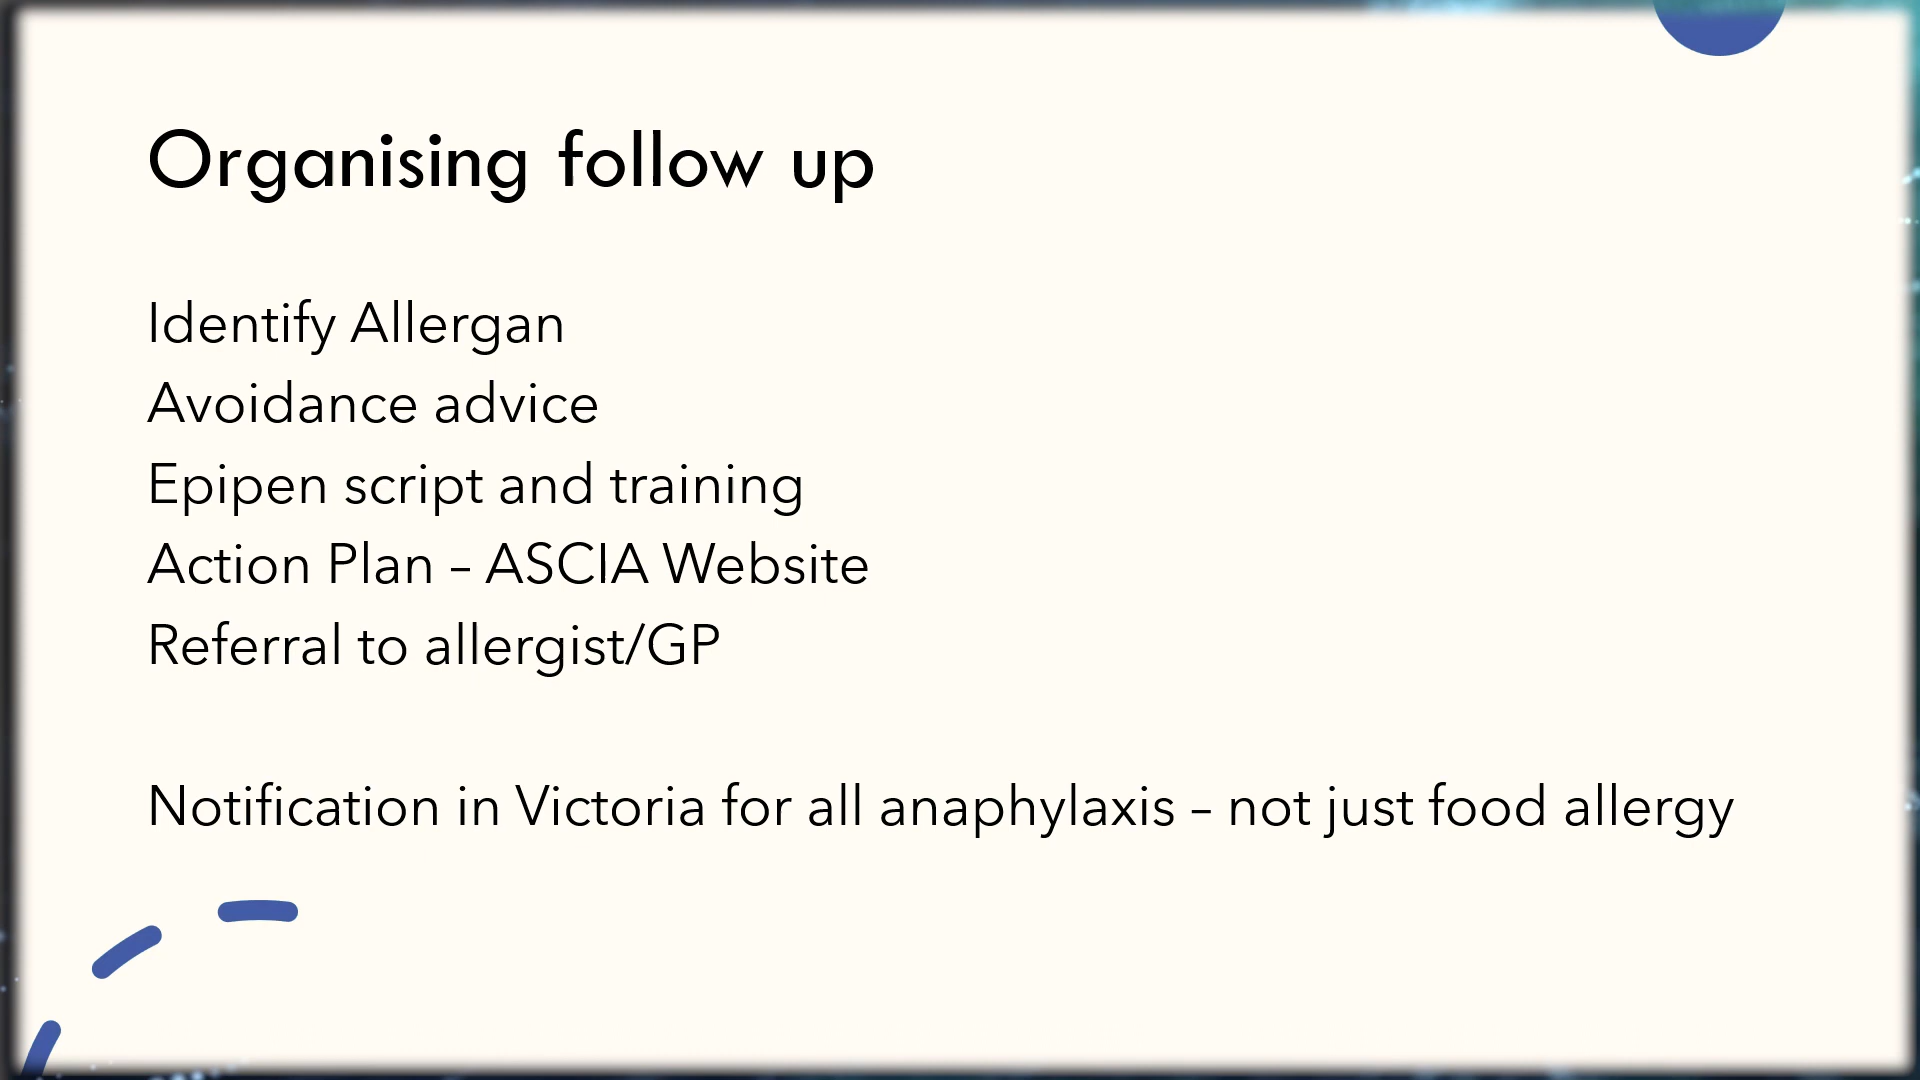 Organising follow up
Identify Allergan
Avoidance advice
Epipen script and training
Action Plan – ASCIA Website
Referral to allergist/GP
Notification in Victoria for all anaphylaxis – not just food allergy